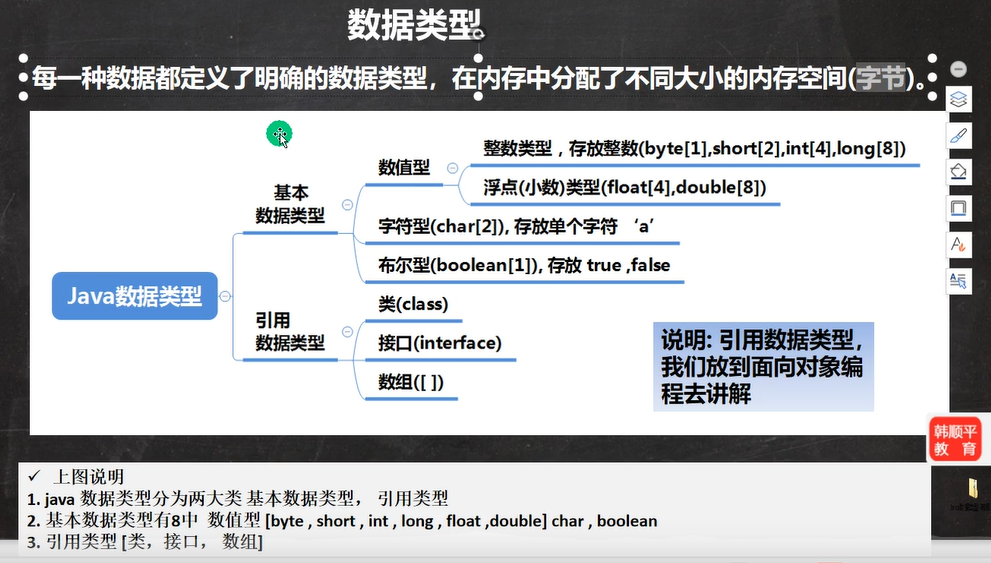 数据类型
每一种数据都定义了明确的数据类型，在内存中分配了不同大小的内存空间(字节)。
整数类型，存放整数(byte[1],short[2],int[4],long[8])
数值型
浮点(小数)类型(float[4],double[8])
基本
数据类型
字符型(char[2]), 存放单个字符 ‘a’
布尔型(boolean[1]), 存放 true ,false
Java数据类型
类(class)
引用
数据类型
接口(interface)
数组([ ])
说明: 引用数据类型，
我们放到面向对象编
程去讲解
韩顺平
教 育
✓ 上图说明
1. java 数据类型分为两大类 基本数据类型， 引用类型
2. 基本数据类型有8中 数值型 [byte , short , int , long , float ,double] char , boolean
3. 引用类型 [类，接口， 数组]